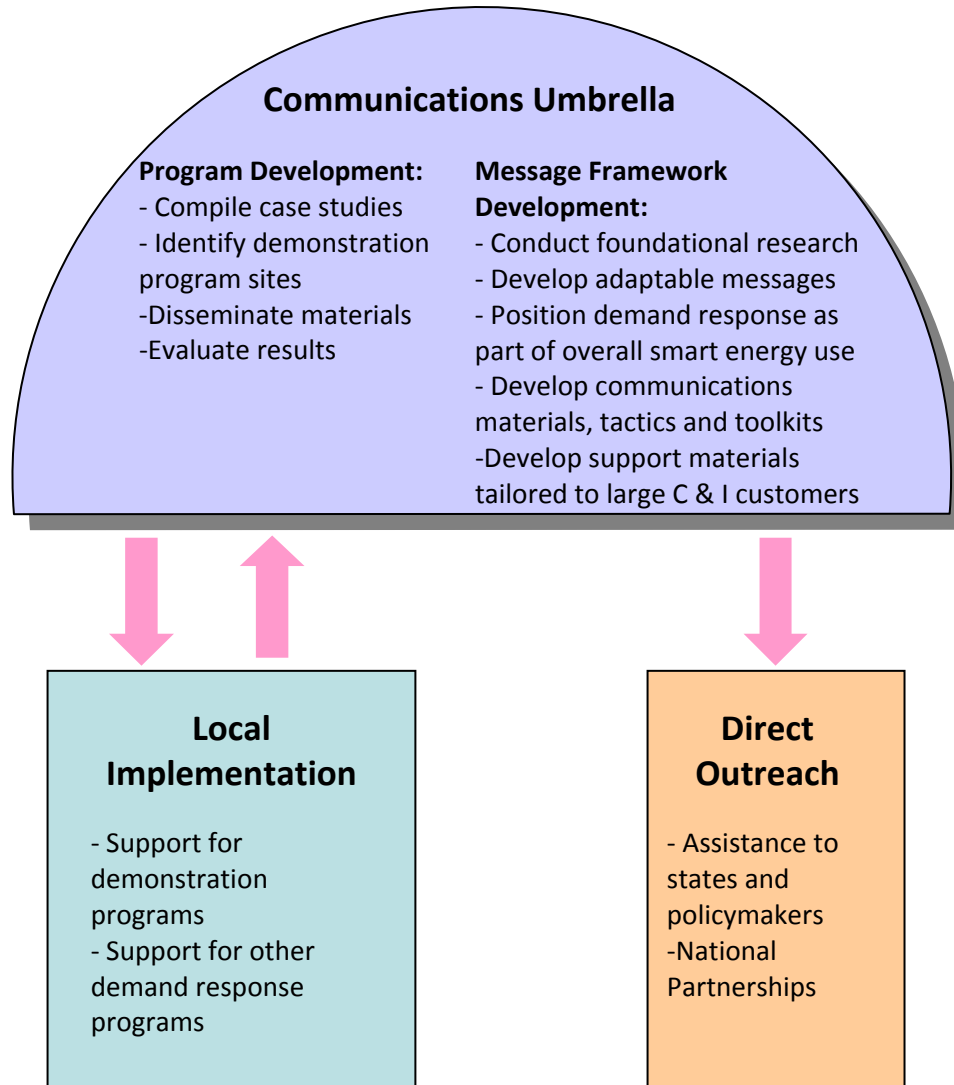 Communications Umbrella
Program Development:
- Compile case studies
- Identify demonstration
program sites
-Disseminate materials
-Evaluate results
Message Framework
Development:
- Conduct foundational research
- Develop adaptable messages
- Position demand response as
part of overall smart energy use
- Develop communications
materials, tactics and toolkits
-Develop support materials
tailored to large C & I customers
Local
Implementation
- Support for
demonstration
programs
- Support for other
demand response
programs
Direct
Outreach
- Assistance to
states and
policymakers
-National
Partnerships